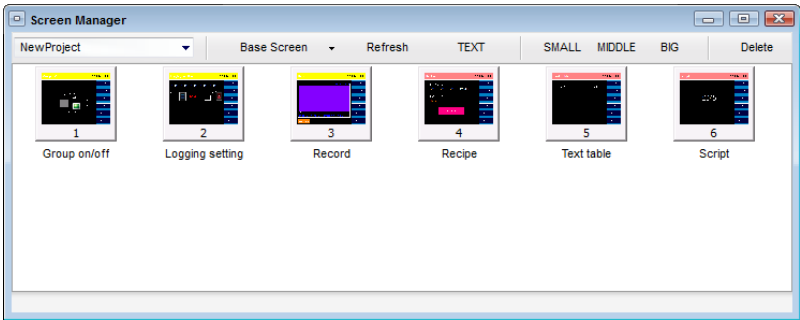 Screen Manager
NewProject Base Screen Refresh TEXT SMALL MIDDLE BIG Delete
1 2 3 4 5 6
Group on/off Logging setting Record Recipe Text table Script